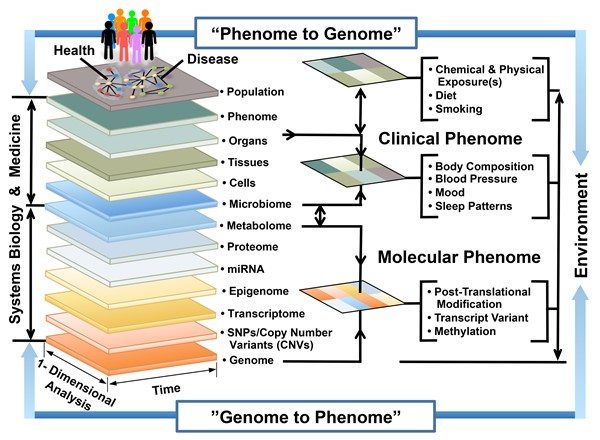 “Phenome to Genome”
Health
Disease
• Population
• Phenome
• Organs
• Tissues
• Cells
• Microbiome
• Metabolome
• Proteome
• miRNA
• Epigenome
• Transcriptome
• SNPs/Copy Number
Variants (CNVs)
• Genome
Systems Biology & Medicine
1- Dimensional
Analysis
Time
• Chemical & Physical
Exposure(s)
• Diet
• Smoking
Clinical Phenome
• Body Composition
• Blood Pressure
• Mood
• Sleep Patterns
Molecular Phenome
• Post-Translational
Modification
• Transcript Variant
• Methylation
Environment
”Genome to Phenome”